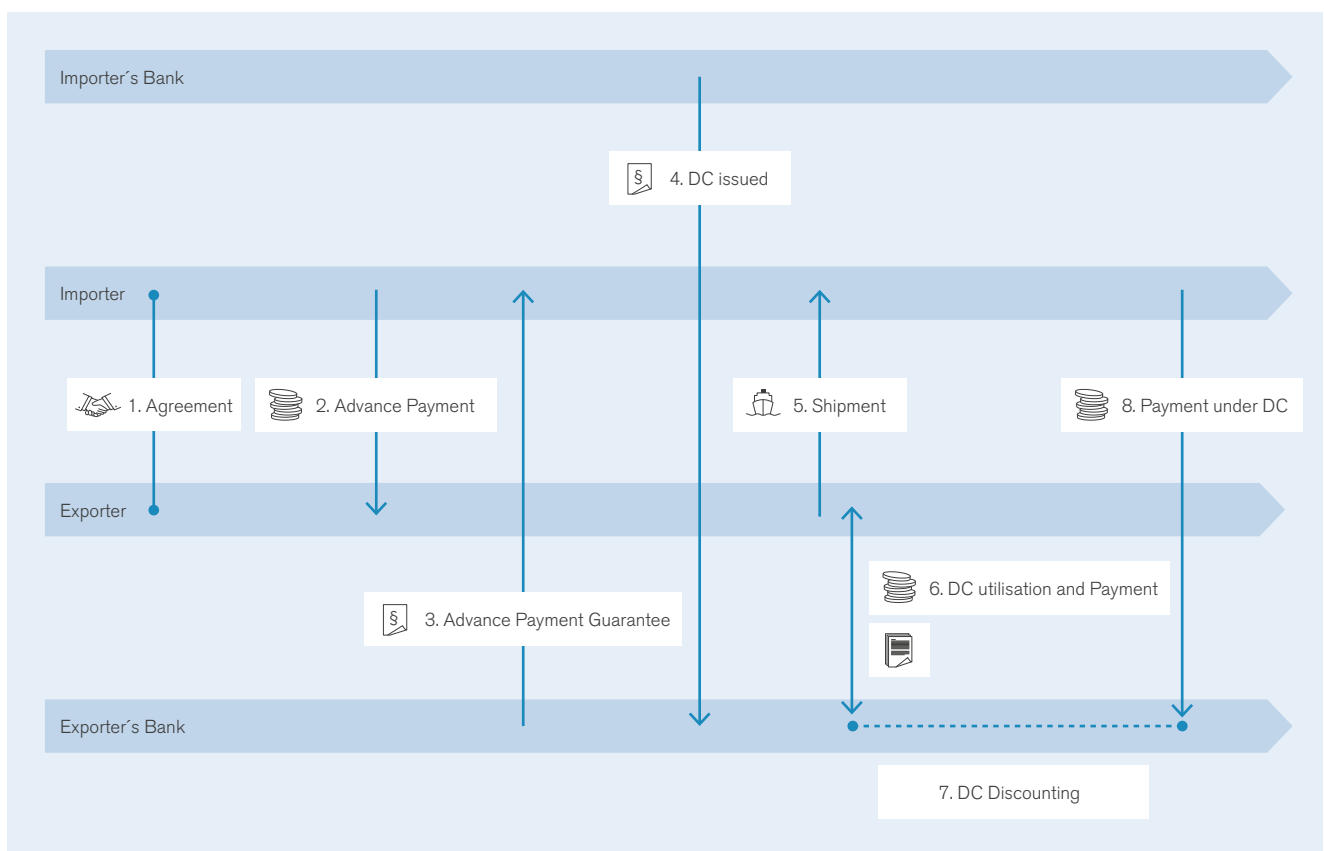 Importer´s Bank
§ 4. DC issued
Importer
1. Agreement
2. Advance Payment
5. Shipment
8. Payment under DC
Exporter
6. DC utilisation and Payment
§ 3. Advance Payment Guarantee
Exporter´s Bank
7. DC Discounting